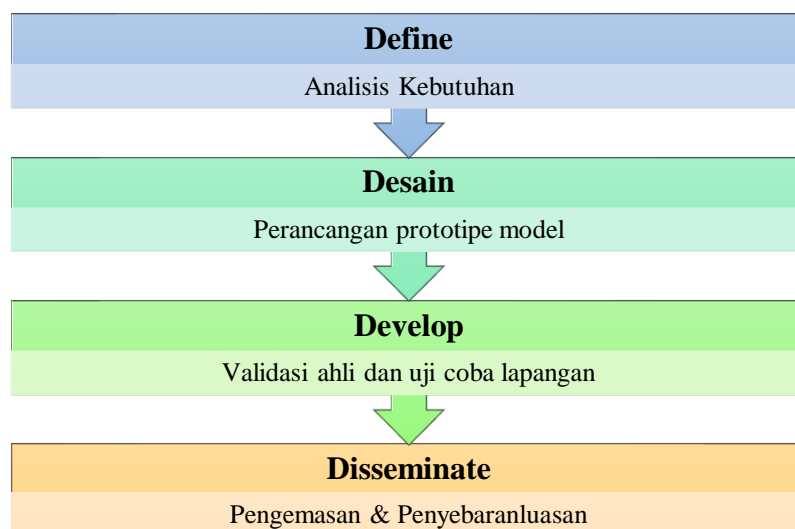 Define
Analisis Kebutuhan
Desain
Perancangan prototipe model
Develop
Validasi ahli dan uji coba lapangan
Disseminate
Pengemasan & Penyebaranluasan